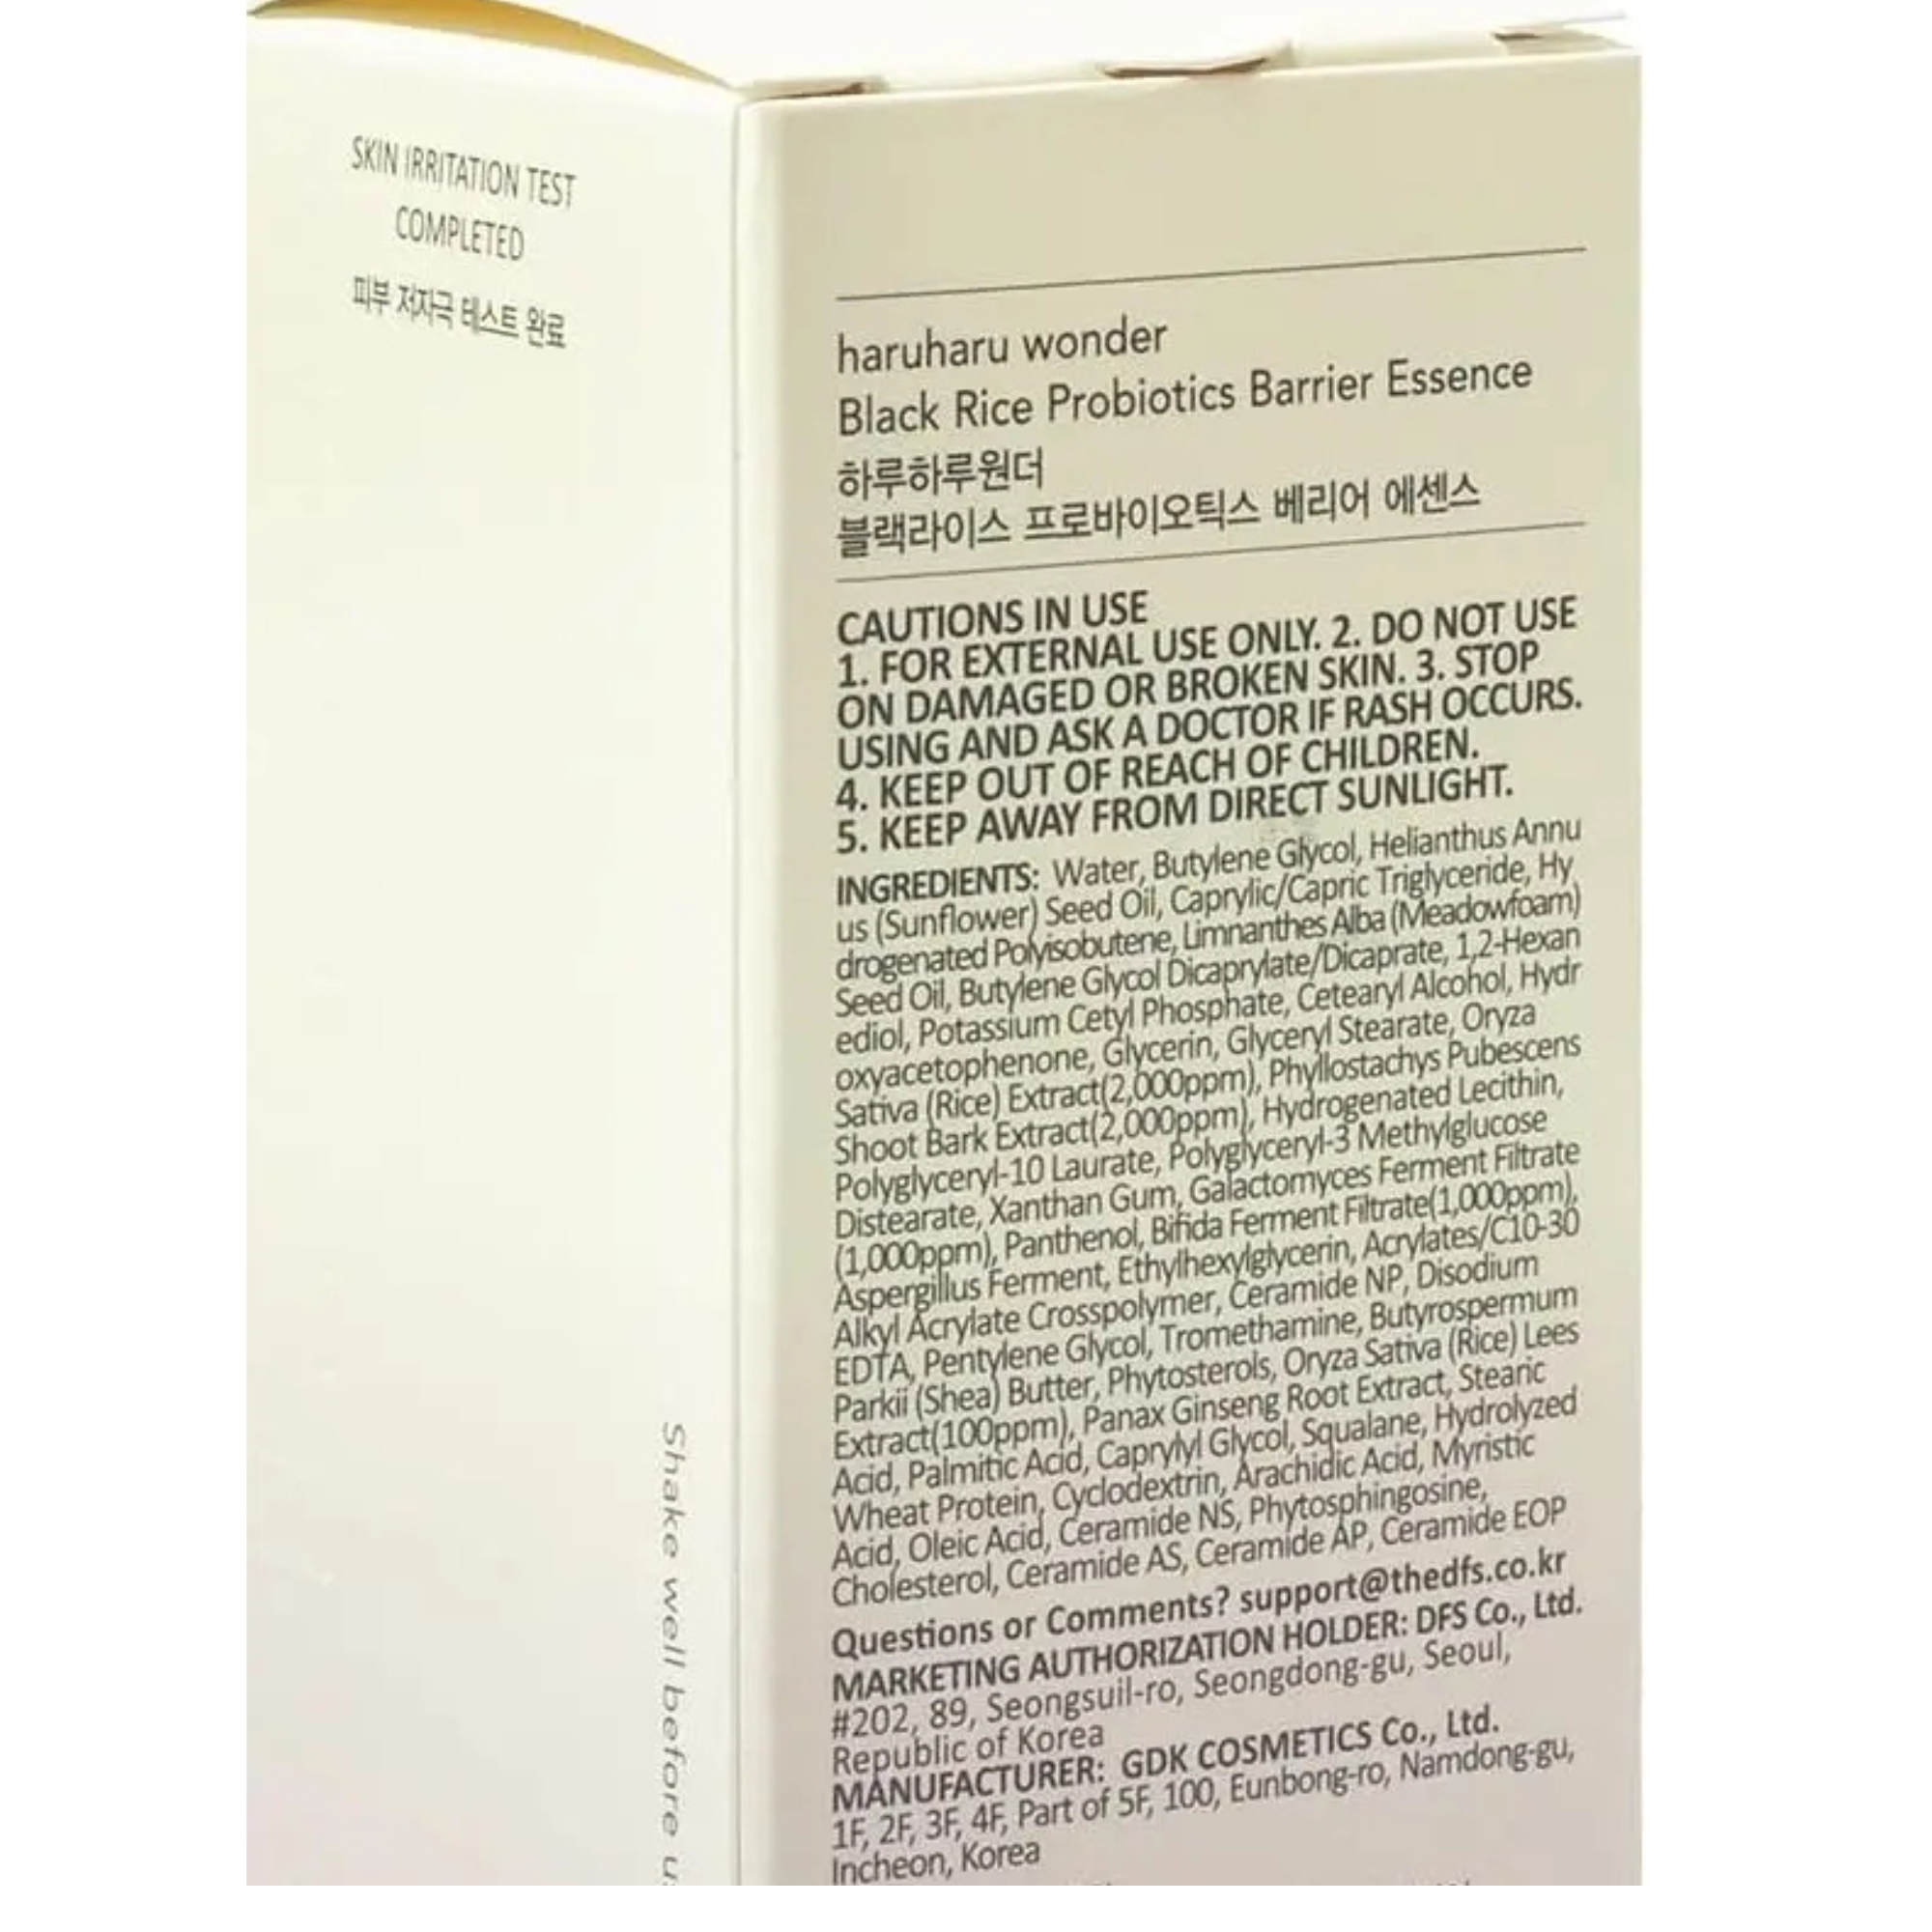 SKIN IRRITATION TEST
COMPLETED
피부 저자극 테스트 완료
Shake well before
haruharu wonder
Black Rice Probiotics Barrier Essence
하루하루원더
블랙라이스 프로바이오틱스 베리어 에센스
CAUTIONS IN USE
1. FOR EXTERNAL USE ONLY. 2. DO NOT USE
ON DAMAGED OR BROKEN SKIN. 3. STOP
USING AND ASK A DOCTOR IF RASH OCCURS.
4. KEEP OUT OF REACH OF CHILDREN.
5. KEEP AWAY FROM DIRECT SUNLIGHT.
INGREDIENTS: Water, Butylene Glycol, Helianthus Annu
us (Sunflower) Seed Oil, Caprylic/Capric Triglyceride, Hy
drogenated Polyisobutene, Limnanthes Alba (Meadowfoam)
Seed Oil, Butylene Glycol Dicaprylate/Dicaprate, 1,2-Hexan
ediol, Potassium Cetyl Phosphate, Cetearyl Alcohol, Hydr
oxyacetophenone, Glycerin, Glyceryl Stearate, Oryza
Sativa (Rice) Extract(2,000ppm), Phyllostachys Pubescens
Shoot Bark Extract(2,000ppm), Hydrogenated Lecithin,
Polyglyceryl-10 Laurate, Polyglyceryl-3 Methylglucose
Distearate, Xanthan Gum, Galactomyces Ferment Filtrate
(1,000ppm), Panthenol, Bifida Ferment Filtrate(1,000ppm),
Aspergillus Ferment, Ethylhexylglycerin, Acrylates/C10-30
Alkyl Acrylate Crosspolymer, Ceramide NP, Disodium
EDTA, Pentylene Glycol, Tromethamine, Butyrospermum
Parkii (Shea) Butter, Phytosterols, Oryza Sativa (Rice) Lees
Extract(100ppm), Panax Ginseng Root Extract, Stearic
Acid, Palmitic Acid, Caprylyl Glycol, Squalane, Hydrolyzed
Wheat Protein, Cyclodextrin, Arachidic Acid, Myristic
Acid, Oleic Acid, Ceramide NS, Phytosphingosine,
Cholesterol, Ceramide AS, Ceramide AP, Ceramide EOP
Questions or Comments? support@thedfs.co.kr
MARKETING AUTHORIZATION HOLDER: DFS Co., Ltd.
#202, 89, Seongsuil-ro, Seongdong-gu, Seoul,
Republic of Korea
MANUFACTURER: GDK COSMETICS Co., Ltd.
1F, 2F, 3F, 4F, Part of 5F, 100, Eunbong-ro, Namdong-gu,
Incheon, Korea